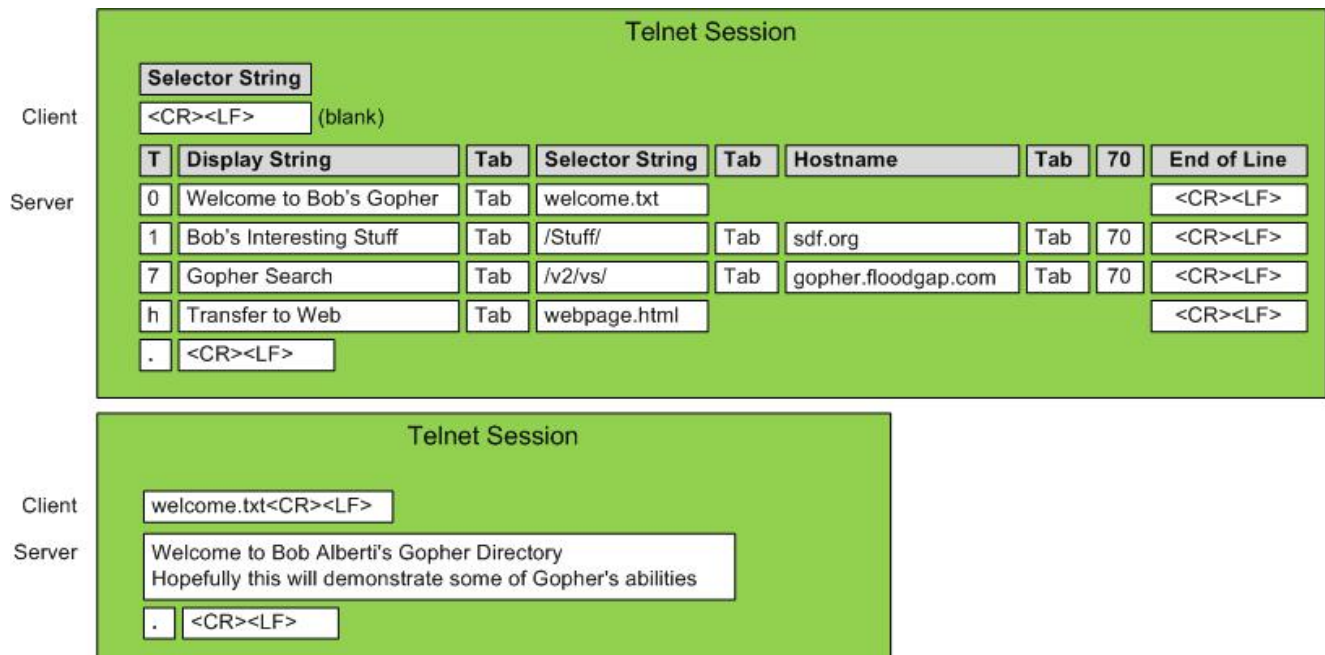 Telnet Session
Selector String
Client <CR><LF> (blank)
T Display String Tab Selector String Tab Hostname Tab 70 End of Line
Server 0 Welcome to Bob's Gopher Tab welcome.txt <CR><LF>
1 Bob's Interesting Stuff Tab /Stuff/ Tab sdf.org Tab 70 <CR><LF>
7 Gopher Search Tab /v2/vs/ Tab gopher.floodgap.com Tab 70 <CR><LF>
h Transfer to Web Tab webpage.html <CR><LF>
. <CR><LF>
Telnet Session
Client welcome.txt<CR><LF>
Server Welcome to Bob Alberti's Gopher Directory
Hopefully this will demonstrate some of Gopher's abilities
. <CR><LF>